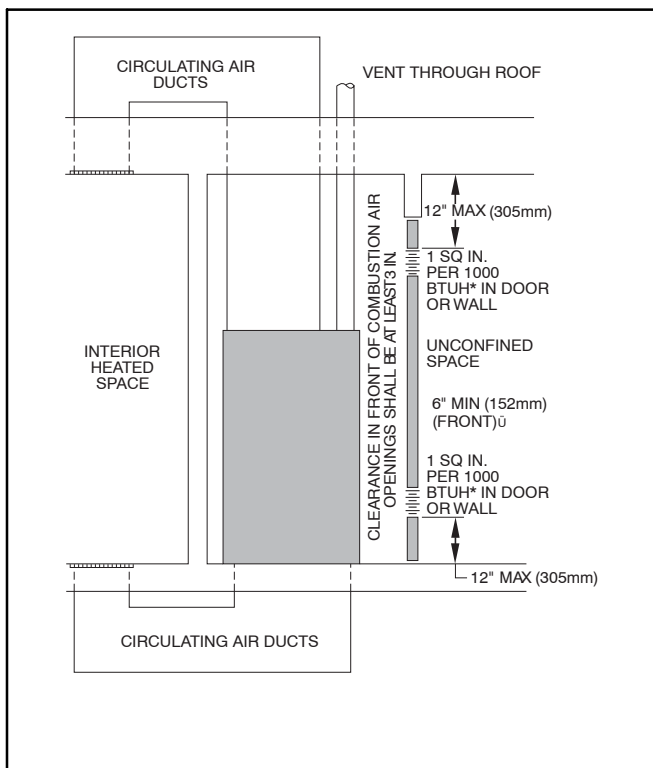 CIRCULATING AIR
DUCTS
VENT THROUGH ROOF
12" MAX (305mm)
1 SQ IN.
PER 1000
BTUH* IN DOOR
OR WALL
CLEARANCE IN FRONT OF COMBUSTION AIR
OPENINGS SHALL BE AT LEAST 3 IN.
INTERIOR
HEATED
SPACE
UNCONFINED
SPACE
6" MIN (152mm)
(FRONT)Ü
1 SQ IN.
PER 1000
BTUH* IN DOOR
OR WALL
12" MAX (305mm)
CIRCULATING AIR DUCTS